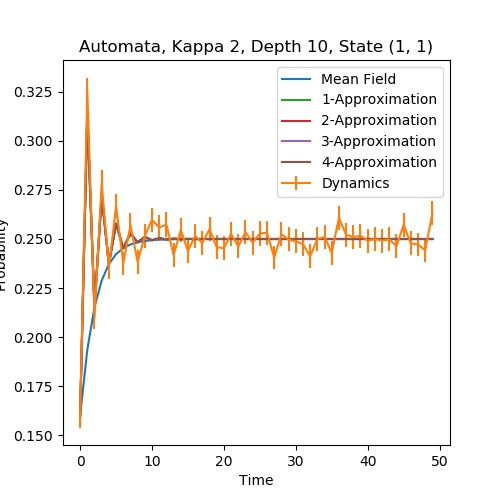 Automata, Kappa 2, Depth 10, State (1, 1)
Mean Field
1-Approximation
2-Approximation
3-Approximation
4-Approximation
Dynamics
Probability
0.325
0.300
0.275
0.250
0.225
0.200
0.175
0.150
0 10 20 30 40 50
Time